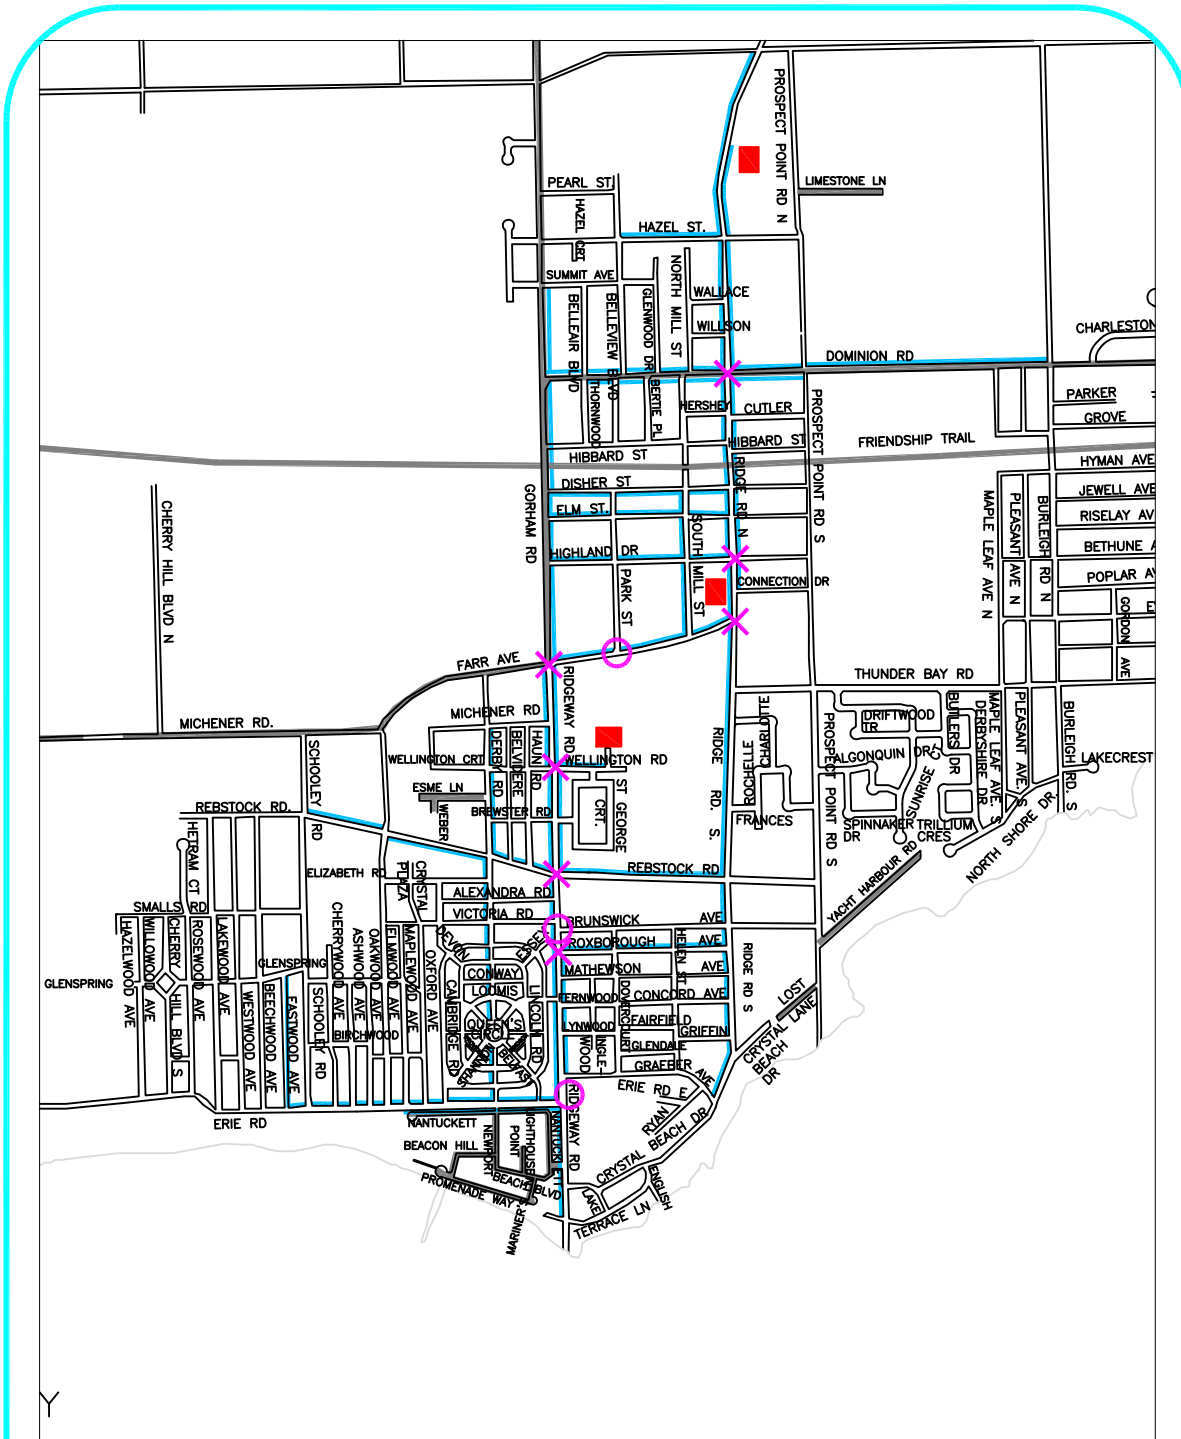 PROSPECT POINT RD N
PEARL ST.
LIMESTONE LN
HAZEL CRT
HAZEL ST.
SUMMIT AVE
NORTH MILL ST
WALLACE
BELLEAIR BLVD
BELLEVIEW BLVD
GLENWOOD DR
WILLSON
CHARLESTON
DOMINION RD
THORNWOOD
BERTIE PL
HERSHEY
CUTLER
PARKER
GROVE
PROSPECT POINT RD S
HIBBARD ST
FRIENDSHIP TRAIL
HIBBARD ST
RIDGE RD N
HYMAN AVE
DISHER ST
GORHAM RD
JEWELL AVE
ELM ST.
CHERRY HILL BLVD N
MAPLE LEAF AVE N
PLEASANT AVE N
BURLEIGH RD N
RISELAY AV
SOUTH MILL ST
HIGHLAND DR
BETHUNE A
PARK ST
CONNECTION DR
POPLAR AV
GORDON AVE
FARR AVE
RIDGEWAY RD
THUNDER BAY RD
MICHENER RD
MICHENER RD.
CHARLOTTE
DRIFTWOOD TR
BUTLERS DR
DERBYSHIRE DR.
MAPLE LEAF AVE. S
PLEASANT AVE. S
BURLEIGH RD. S
SCHOOLEY RD
DERBY RD
BELVIDERE
HAUN RD
RIDGE RD. S.
PROSPECT POINT RD S
WELLINGTON CRT
WELLINGTON RD
ALGONQUIN DR
LAKECREST
ROCHELLE
SUNRISE CT
ESME LN
ST GEORGE
CRT.
REBSTOCK RD.
WEBER
BREWSTER RD
FRANCES
SPINNAKER DR
TRILLIUM CRES
NORTH SHORE DR.
HETRAM CT
YACHT HARBOUR RD
ELIZABETH RD
CRYSTAL PLAZA
REBSTOCK RD
ALEXANDRA RD
SMALLS RD
VICTORIA RD
BRUNSWICK AVE
HAZELWOOD AVE
WILLOWOOD AVE
CHERRY HILL BLVD S
ROSEWOOD AVE
LAKEWOOD AVE
CHERRYWOOD AVE
ASHWOOD AVE
OAKWOOD AVE
ELMWOOD AVE
MAPLEWOOD AVE
OXFORD AVE
DEVON
ESSEX
ROXBOROUGH AVE
HELEN ST
RIDGE RD S
GLENSPRING
GLENSPRING
CONWAY
MATHEWSON AVE
LOOMIS
WESTWOOD AVE
BEECHWOOD AVE
EASTWOOD AVE
SCHOOLEY RD
CAMBRIDGE RD
LINCOLN RD
FERNWOOD
DOVERCOURT
CONCORD AVE
LOST
CRYSTAL LANE
QUEEN'S CIRCLE
BIRCHWOOD
LYNWOOD
INGLE-WOOD
FAIRFIELD
GRIFFIN
GLENDALE
CRYSTAL BEACH DR
SHANNON
BELFAST
GRAEBER AVE
ERIE RD E
ERIE RD
NANTUCKETT
RYAN
CRYSTAL BEACH DR
BEACON HILL
NEWPORT
POINT
LIGHTHOUSE
NANTUCKETT
RIDGEWAY RD
PROMENADE WAY
BEACH BLVD
MARINER'S
LAKE
ENGLISH
TERRACE LN
Y